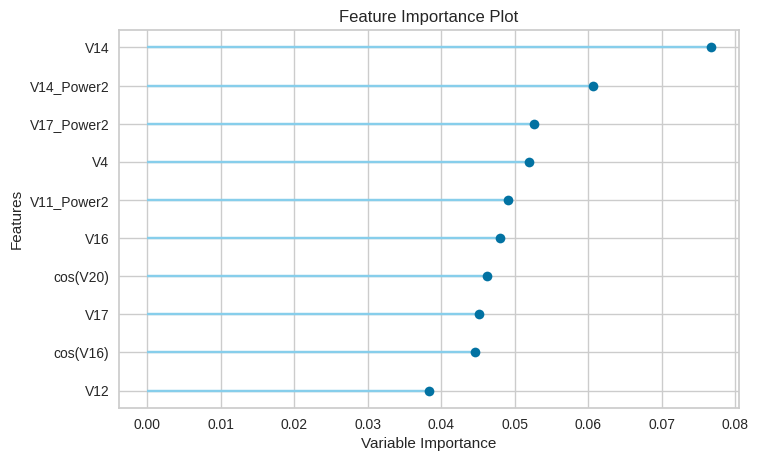 Feature Importance Plot
Features
V14
V14_Power2
V17_Power2
V4
V11_Power2
V16
cos(V20)
V17
cos(V16)
V12
0.00 0.01 0.02 0.03 0.04 0.05 0.06 0.07 0.08
Variable Importance